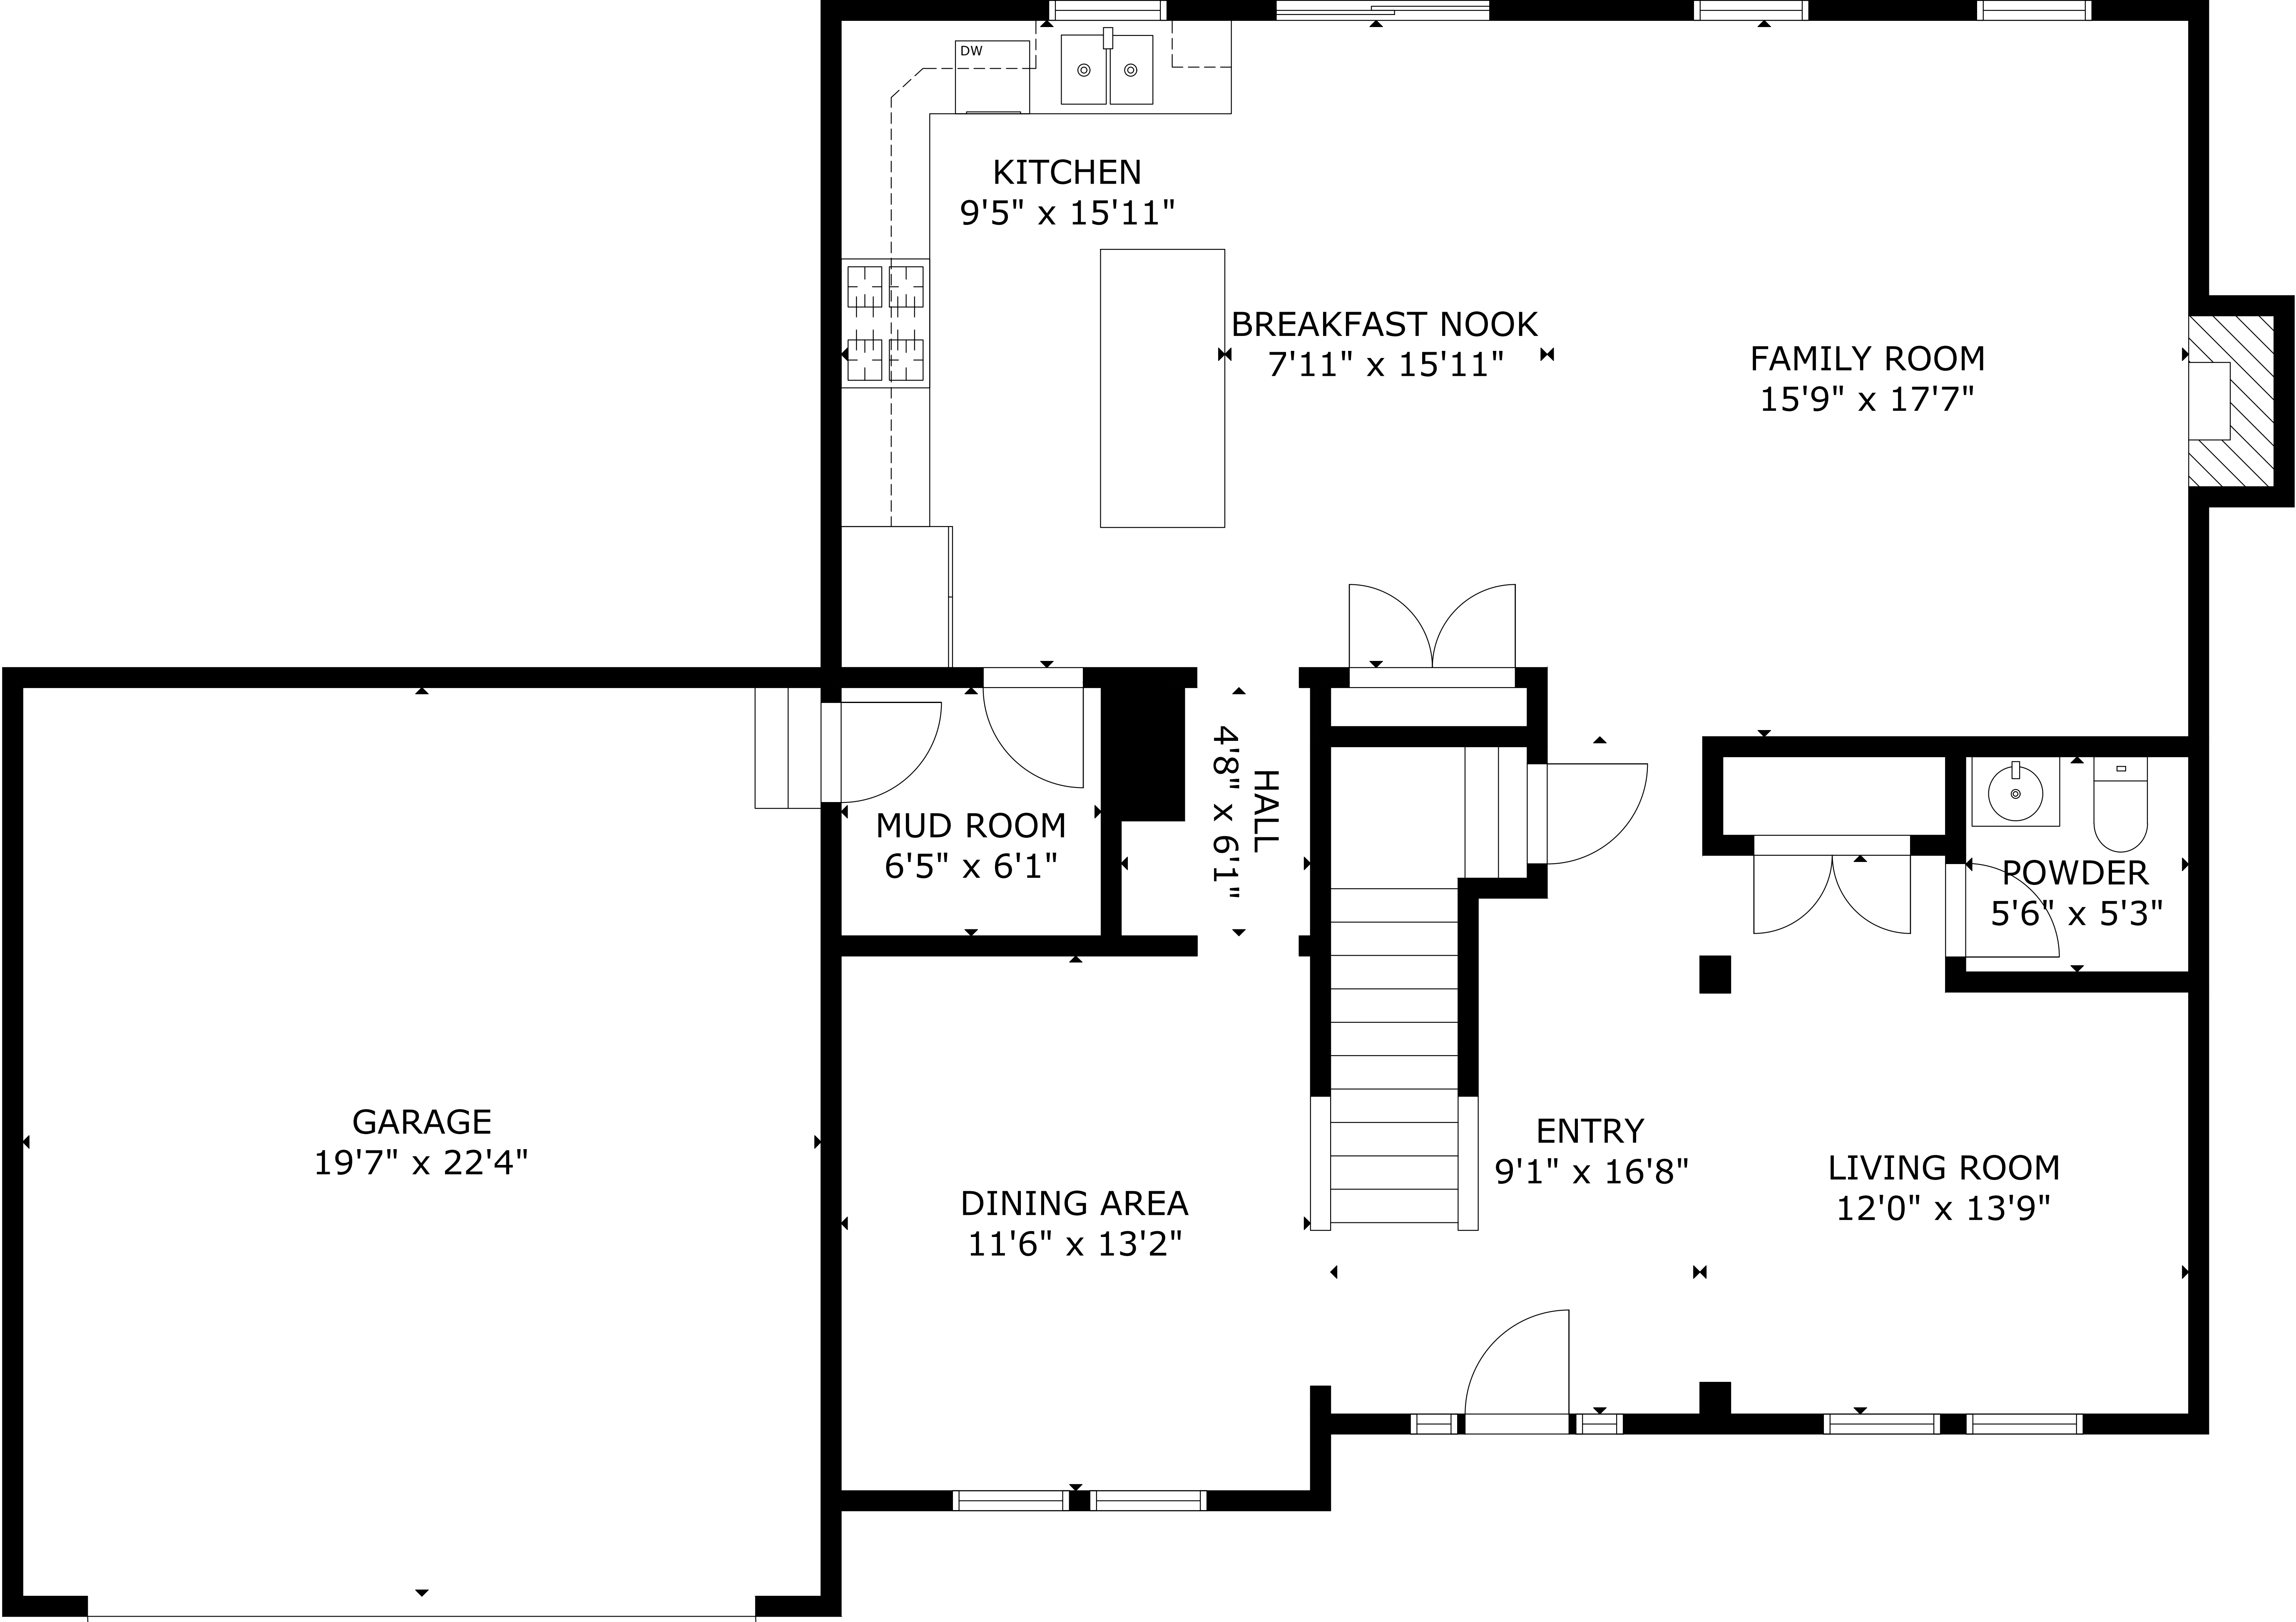 DW
KITCHEN
9'5" x 15'11"
BREAKFAST NOOK
7'11" x 15'11"
FAMILY ROOM
15'9" x 17'7"
MUD ROOM
6'5" x 6'1"
HALL
4'8" x 6'1"
POWDER
5'6" x 5'3"
GARAGE
19'7" x 22'4"
DINING AREA
11'6" x 13'2"
ENTRY
9'1" x 16'8"
LIVING ROOM
12'0" x 13'9"